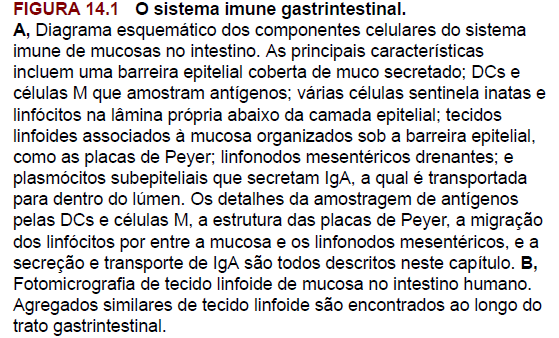 FIGURA 14.1 O sistema imune gastrintestinal.
A, Diagrama esquemático dos componentes celulares do sistema
imune de mucosas no intestino. As principais características
incluem uma barreira epitelial coberta de muco secretado; DCs e
células M que amostram antígenos; várias células sentinela inatas e
linfócitos na lâmina própria abaixo da camada epitelial; tecidos
linfoides associados à mucosa organizados sob a barreira epitelial,
como as placas de Peyer; linfonodos mesentéricos drenantes; e
plasmócitos subepiteliais que secretam IgA, a qual é transportada
para dentro do lúmen. Os detalhes da amostragem de antígenos
pelas DCs e células M, a estrutura das placas de Peyer, a migração
dos linfócitos por entre a mucosa e os linfonodos mesentéricos, e a
secreção e transporte de IgA são todos descritos neste capítulo. B,
Fotomicrografia de tecido linfoide de mucosa no intestino humano.
Agregados similares de tecido linfoide são encontrados ao longo do
trato gastrintestinal.